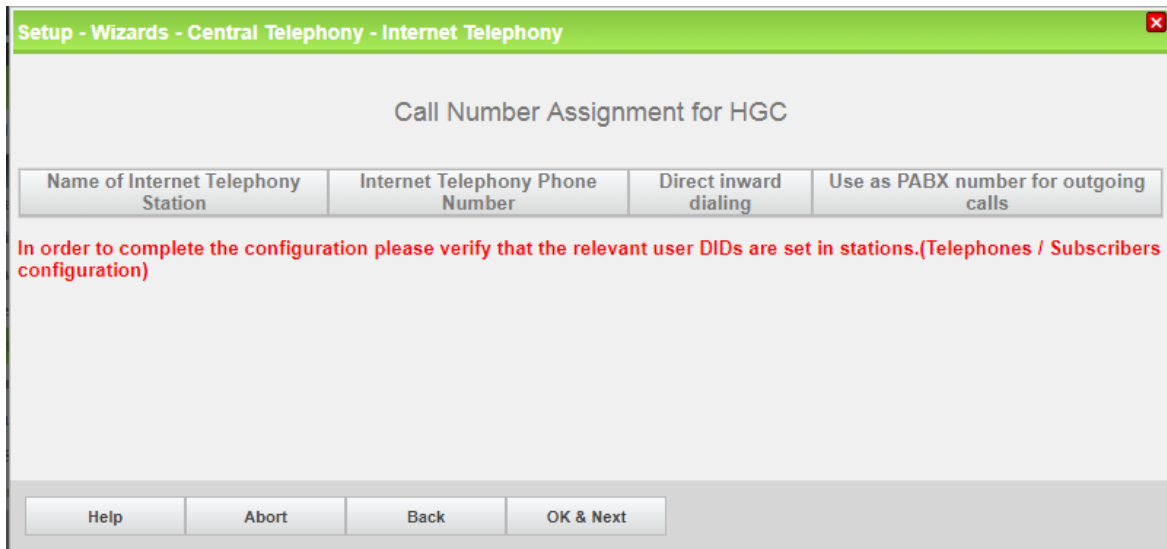 Setup - Wizards - Central Telephony - Internet Telephony
Call Number Assignment for HGC
Name of Internet Telephony Station
Internet Telephony Phone Number
Direct inward dialing
Use as PABX number for outgoing calls
In order to complete the configuration please verify that the relevant user DIDs are set in stations.(Telephones / Subscribers
configuration)
Help Abort Back OK & Next